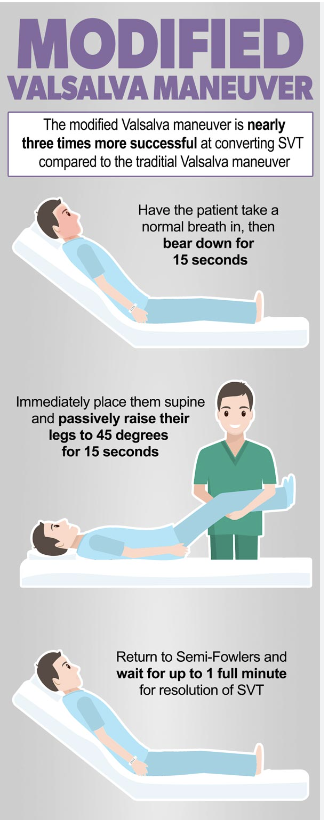 MODIFIED
VALSALVA MANEUVER
The modified Valsalva maneuver is nearly
three times more successful at converting SVT
compared to the traditial Valsalva maneuver
Have the patient take a
normal breath in, then
bear down for
15 seconds
Immediately place them supine
and passively raise their
legs to 45 degrees
for 15 seconds
Return to Semi-Fowlers and
wait for up to 1 full minute
for resolution of SVT